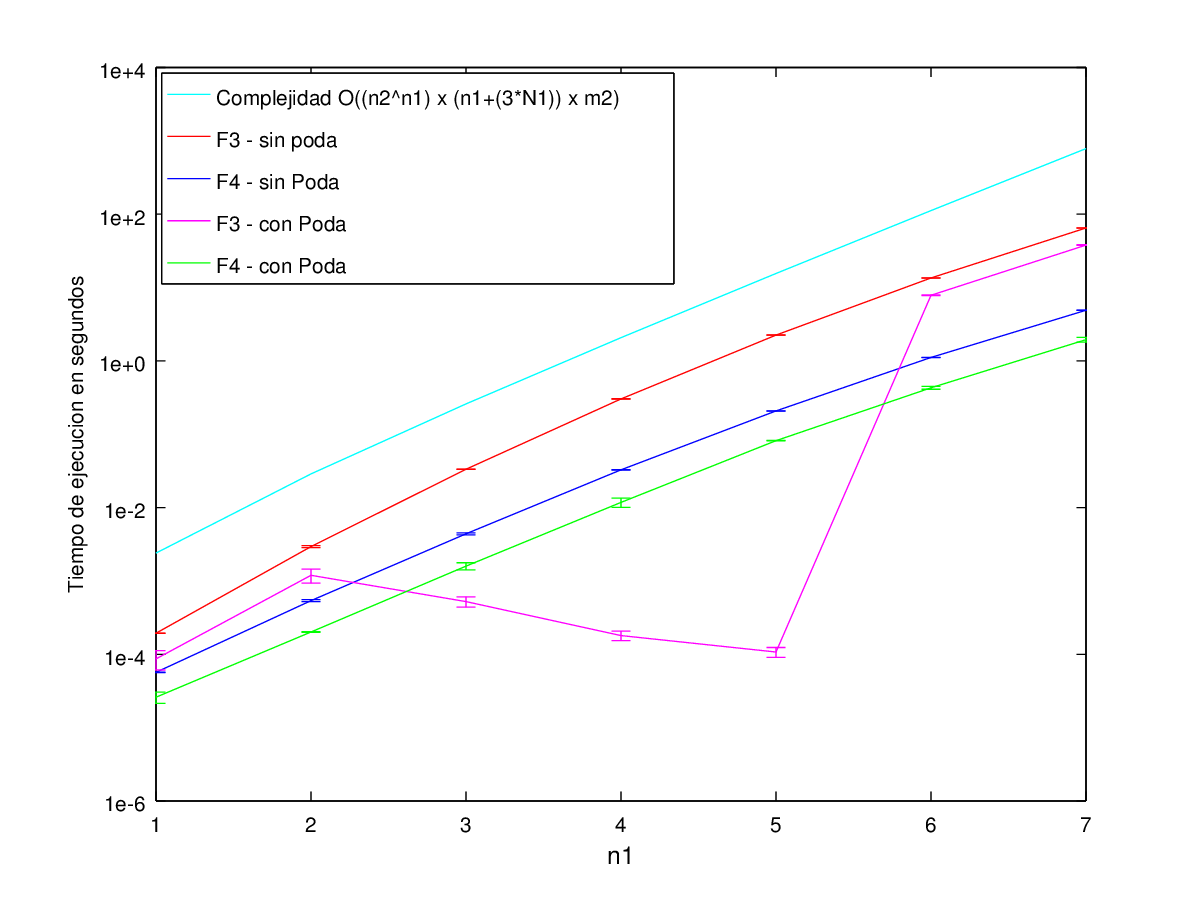 1e+4
Complejidad O((n2^n1) x (n1+(3*N1)) x m2)
F3 - sin poda
F4 - sin Poda
F3 - con Poda
F4 - con Poda
1e+2
1e+0
1e-2
1e-4
1e-6
Tiempo de ejecucion en segundos
1 2 3 4 5 6 7
n1